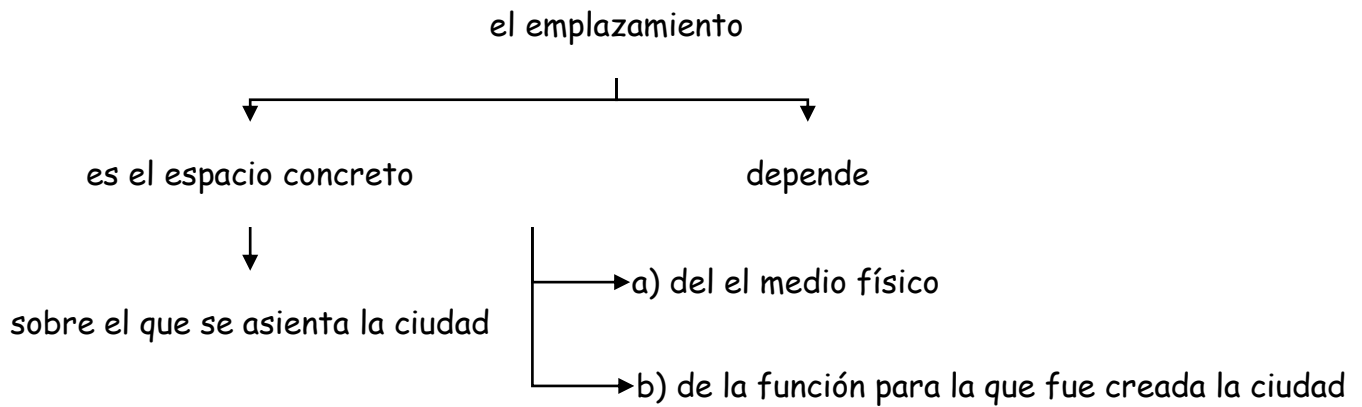 el emplazamiento
es el espacio concreto
depende
a) del el medio físico
sobre el que se asienta la ciudad
b) de la función para la que fue creada la ciudad